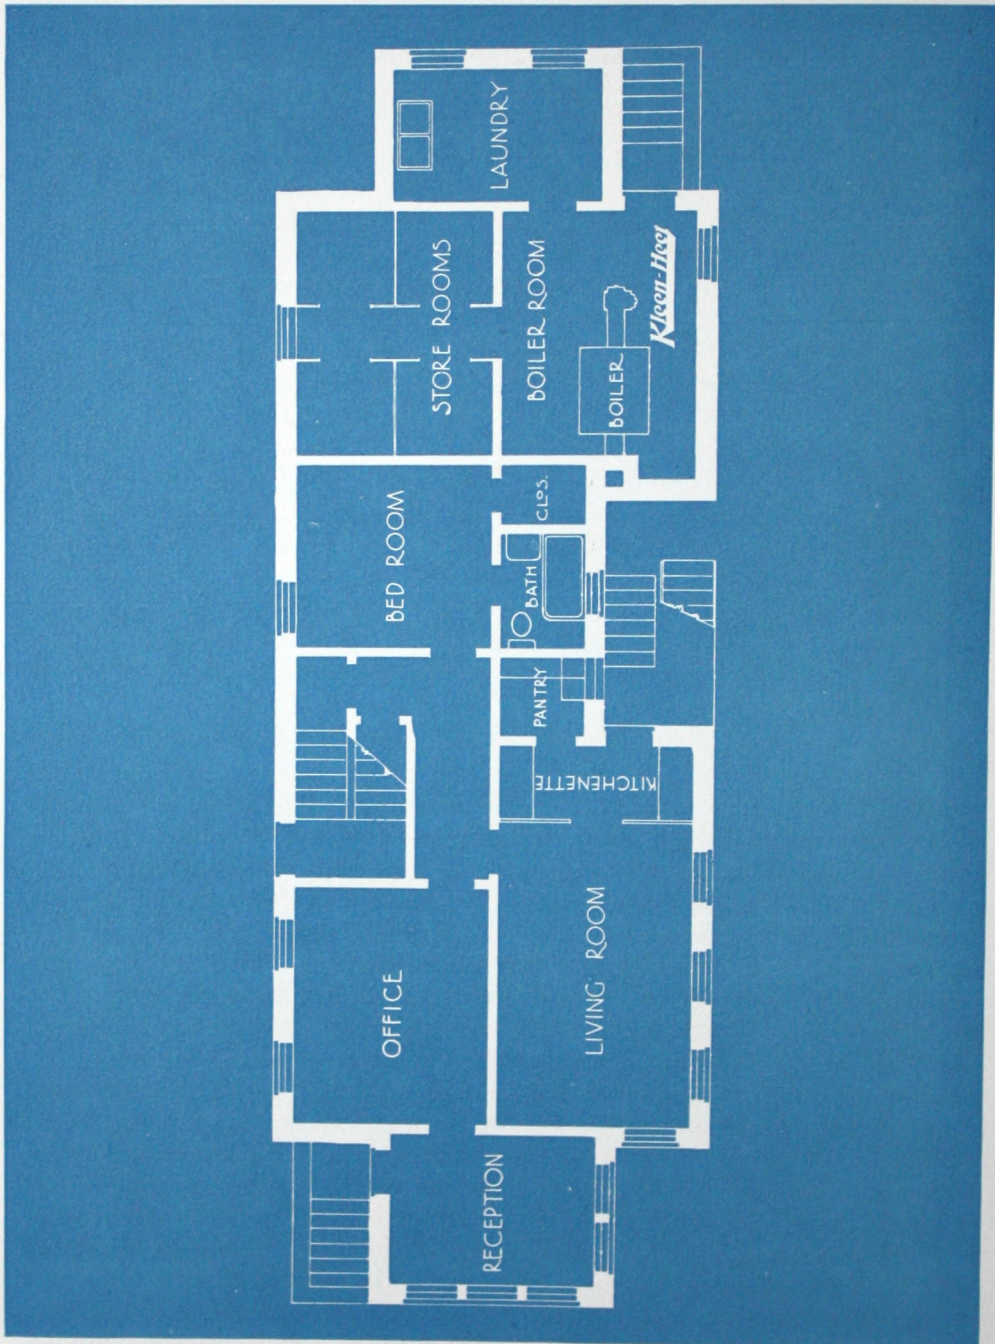 LAUNDRY
STORE ROOMS
BOILER ROOM
Kleen-Heet
BOILER
BED ROOM
CLOS.
BATH
PANTRY
KITCHENETTE
OFFICE
LIVING ROOM
RECEPTION